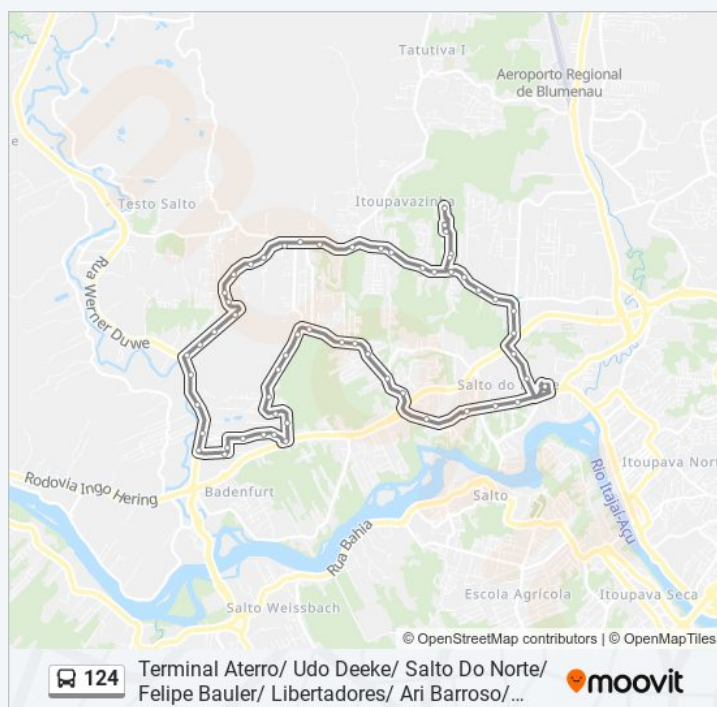 Tatutiva I
Aeroporto Regional
de Blumenau
Itoupavazinha
Testo Salto
Rua Werner Duwe
Salto do
Rodovia Ingo Hering
Badenfurt
Salto
Rio Itajaí-Açu
Itoupava Nort
Rua Bahia
Escola Agrícola
Itoupava Seca
Salto Weissbach
© OpenStreetMap contributors | © OpenMapTiles
124
Terminal Aterro/ Udo Deeke/ Salto Do Norte/
Felipe Bauler/ Libertadores/ Ari Barroso/…
moovit